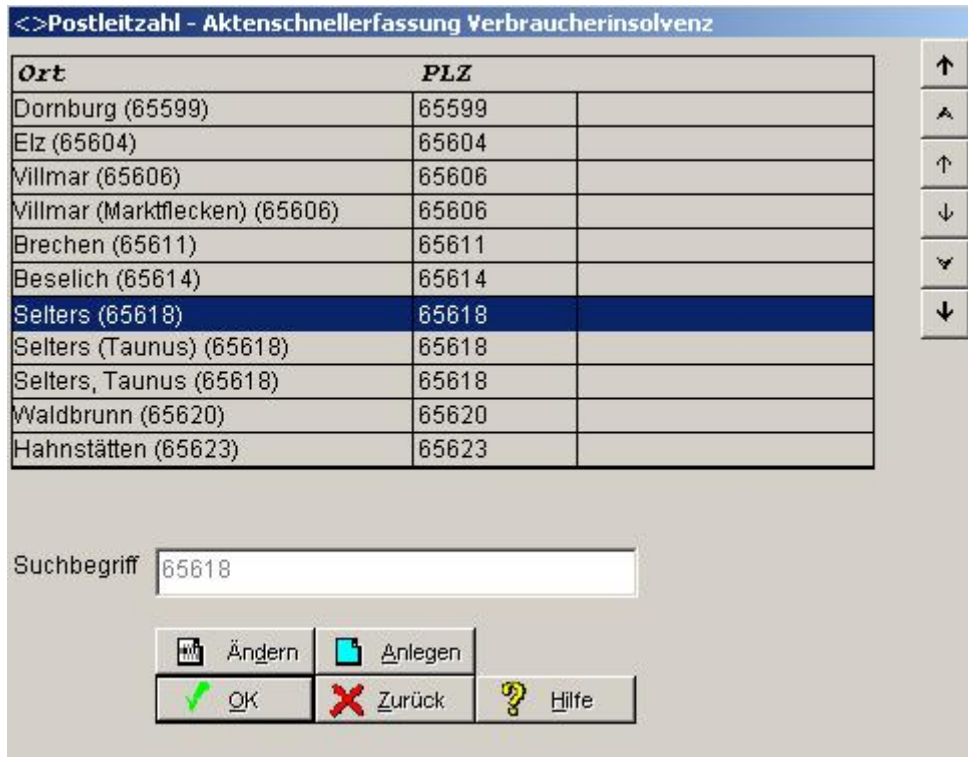 <>Postleitzahl - Aktenschnellerfassung Verbraucherinsolvenz
Ort PLZ
Dornburg (65599) 65599
Elz (65604) 65604
Villmar (65606) 65606
Villmar (Marktflecken) (65606) 65606
Brechen (65611) 65611
Beselich (65614) 65614
Selters (65618) 65618
Selters (Taunus) (65618) 65618
Selters, Taunus (65618) 65618
Waldbrunn (65620) 65620
Hahnstätten (65623) 65623
Suchbegriff 65618
Ändern Anlegen
OK Zurück Hilfe